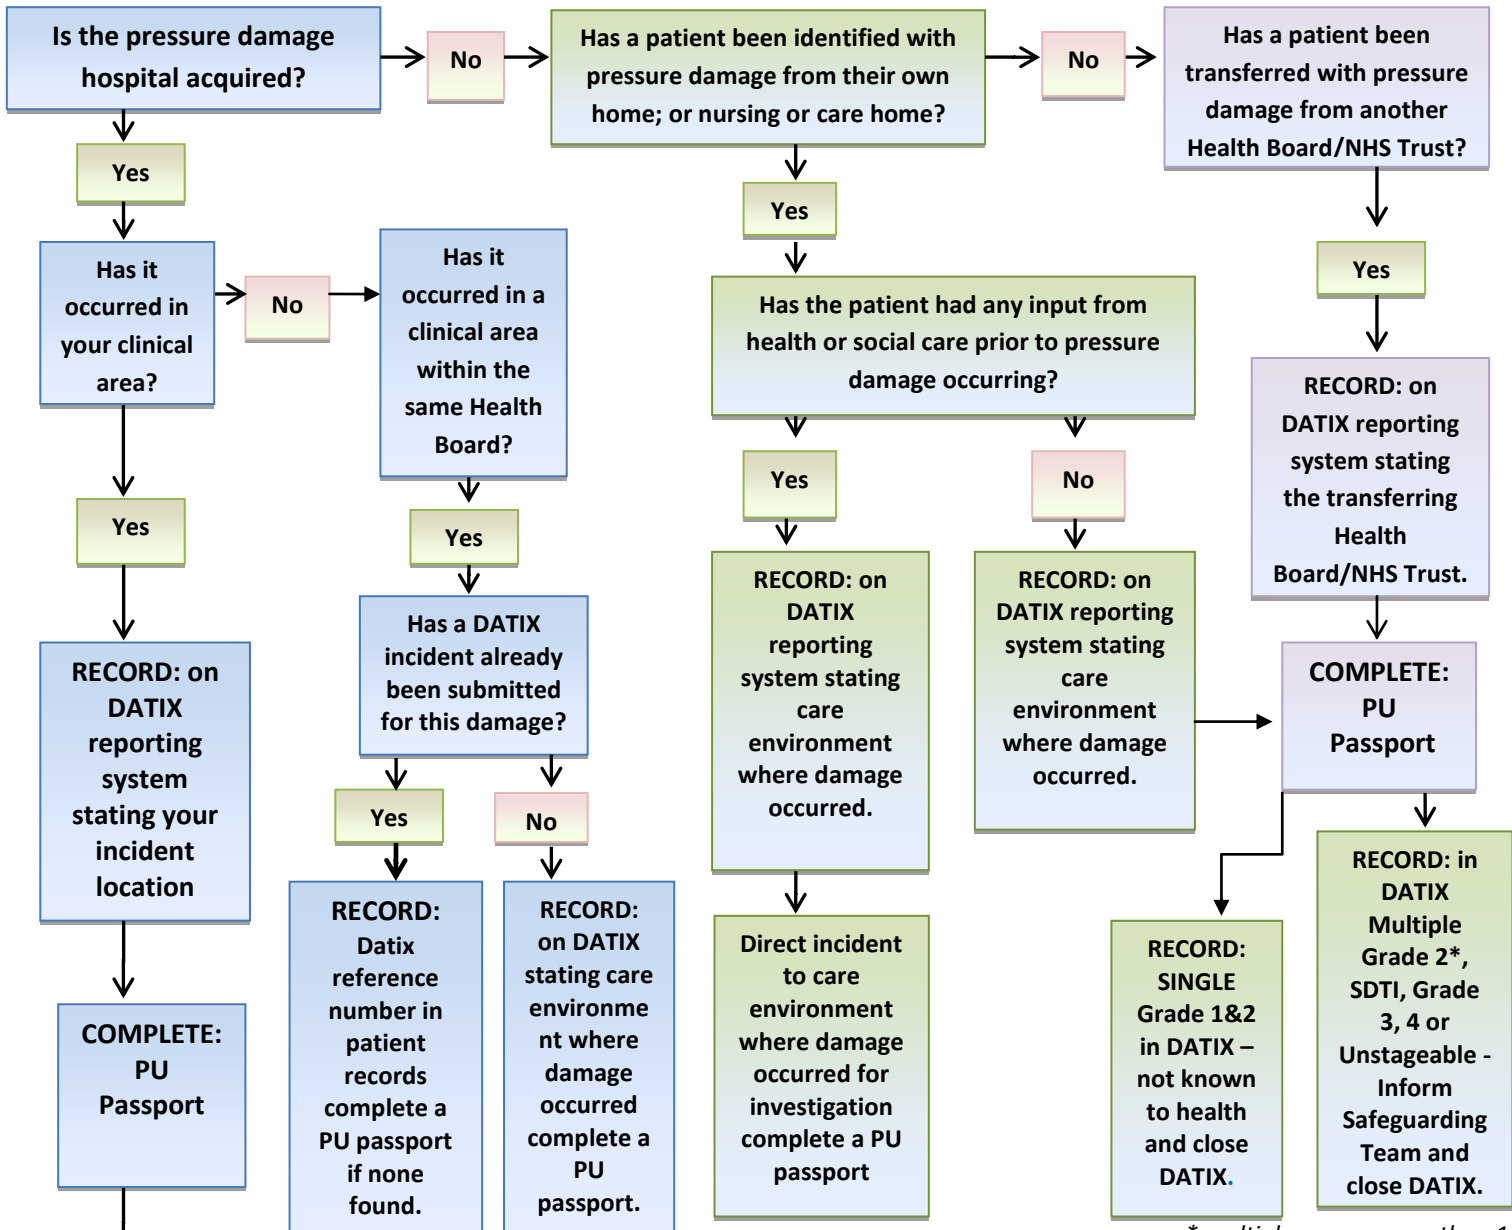 Is the pressure damage
hospital acquired?
No
Has a patient been identified with
pressure damage from their own
home; or nursing or care home?
No
Has a patient been
transferred with pressure
damage from another
Health Board/NHS Trust?
Yes
Yes
Yes
Has it
occurred in
your clinical
area?
No
Has it
occurred in a
clinical area
within the
same Health
Board?
Has the patient had any input from
health or social care prior to pressure
damage occurring?
RECORD: on
DATIX reporting
system stating
the transferring
Health
Board/NHS Trust.
Yes
Yes
Yes
No
RECORD: on
DATIX
reporting
system
stating your
incident
location
Has a DATIX
incident already
been submitted
for this damage?
RECORD: on
DATIX
reporting
system stating
care
environment
where damage
occurred.
RECORD: on
DATIX reporting
system stating
care
environment
where damage
occurred.
COMPLETE:
PU
Passport
Yes
No
COMPLETE:
PU
Passport
RECORD:
Datix
reference
number in
patient
records
complete a
PU passport
if none
found.
RECORD:
on DATIX
stating care
environme
nt where
damage
occurred
complete a
PU
passport.
Direct incident
to care
environment
where damage
occurred for
investigation
complete a PU
passport
RECORD:
SINGLE
Grade 1&2
in DATIX –
not known
to health
and close
DATIX.
RECORD: in
DATIX
Multiple
Grade 2*,
SDTI, Grade
3, 4 or
Unstageable -
Inform
Safeguarding
Team and
close DATIX.